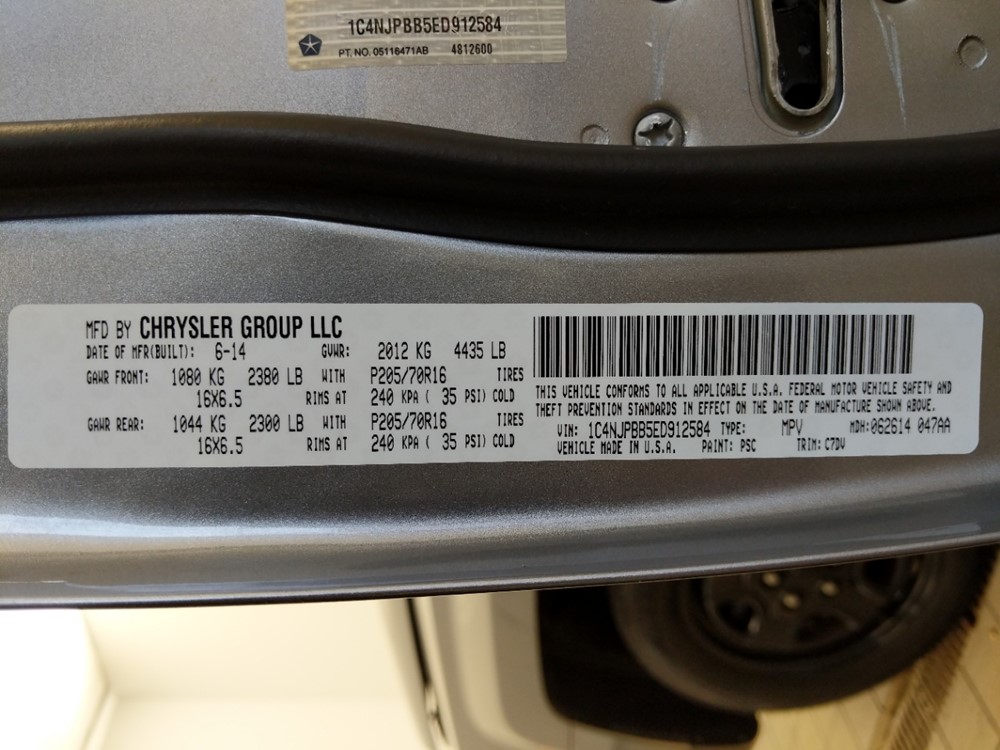 1C4NJPBB5ED912584
PT. NO. 05116471AB 4812600
MFD BY CHRYSLER GROUP LLC
DATE OF MFR(BUILT): 6-14 GVWR: 2012 KG 4435 LB
GAWR FRONT: 1080 KG 2380 LB WITH P205/70R16 TIRES
16X6.5 RIMS AT 240 KPA ( 35 PSI) COLD
GAWR REAR: 1044 KG 2300 LB WITH P205/70R16 TIRES
16X6.5 RIMS AT 240 KPA ( 35 PSI) COLD
THIS VEHICLE CONFORMS TO ALL APPLICABLE U.S.A. FEDERAL MOTOR VEHICLE SAFETY AND
THEFT PREVENTION STANDARDS IN EFFECT ON THE DATE OF MANUFACTURE SHOWN ABOVE.
VIN: 1C4NJPBB5ED912584 TYPE: MPV MDH:062614 047AA
VEHICLE MADE IN U.S.A. PAINT: PSC TRIM: C7DV